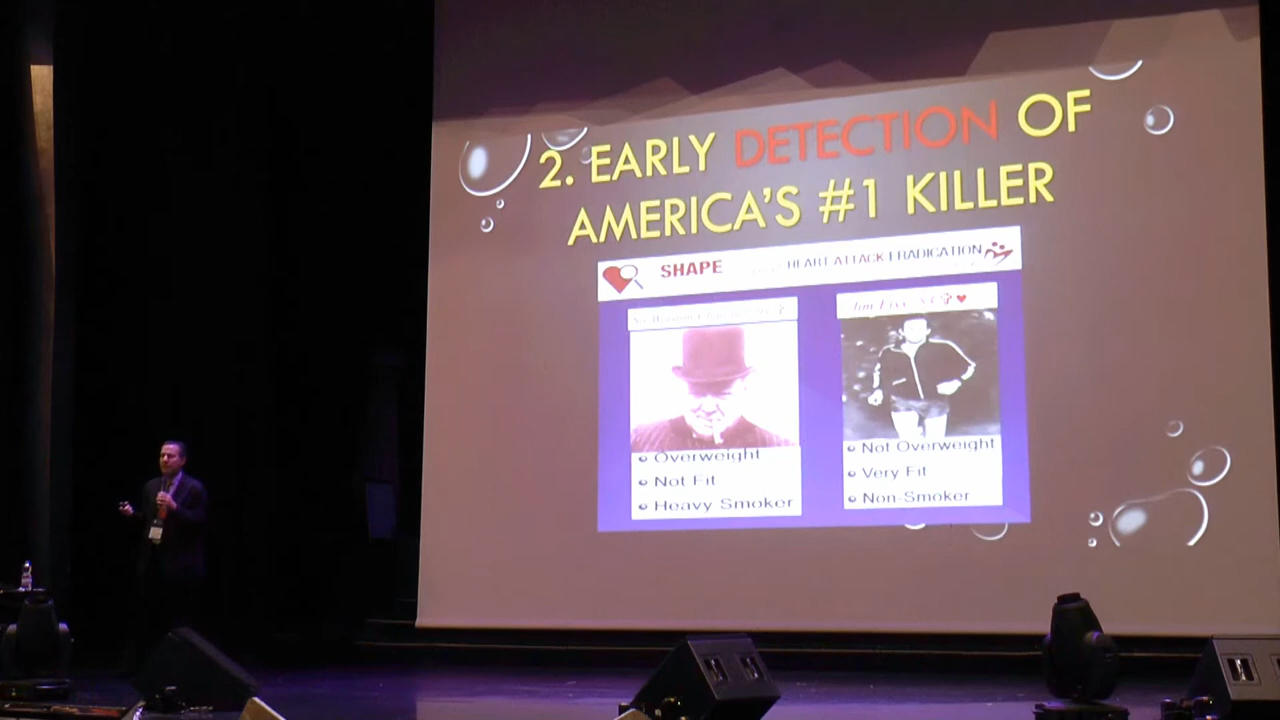 2. EARLY DETECTION OF
AMERICA'S #1 KILLER
SHAPE
HEART ATTACK ERADICATION
Overweight
Not Fit
Heavy Smoker
Not Overweight
Very Fit
Non-Smoker